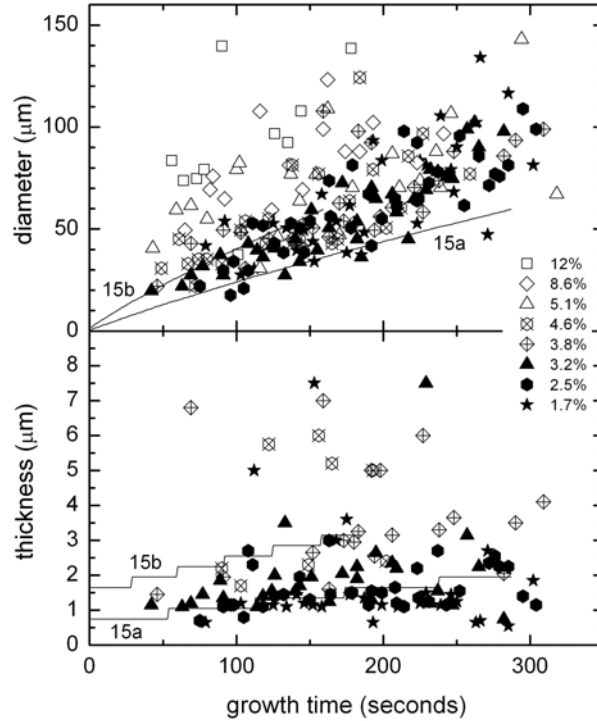 150
100
50
0
diameter (μm)
15b
15a
12%
8.6%
5.1%
4.6%
3.8%
3.2%
2.5%
1.7%
8
7
6
5
4
3
2
1
0
thickness (μm)
15b
15a
0 100 200 300
growth time (seconds)